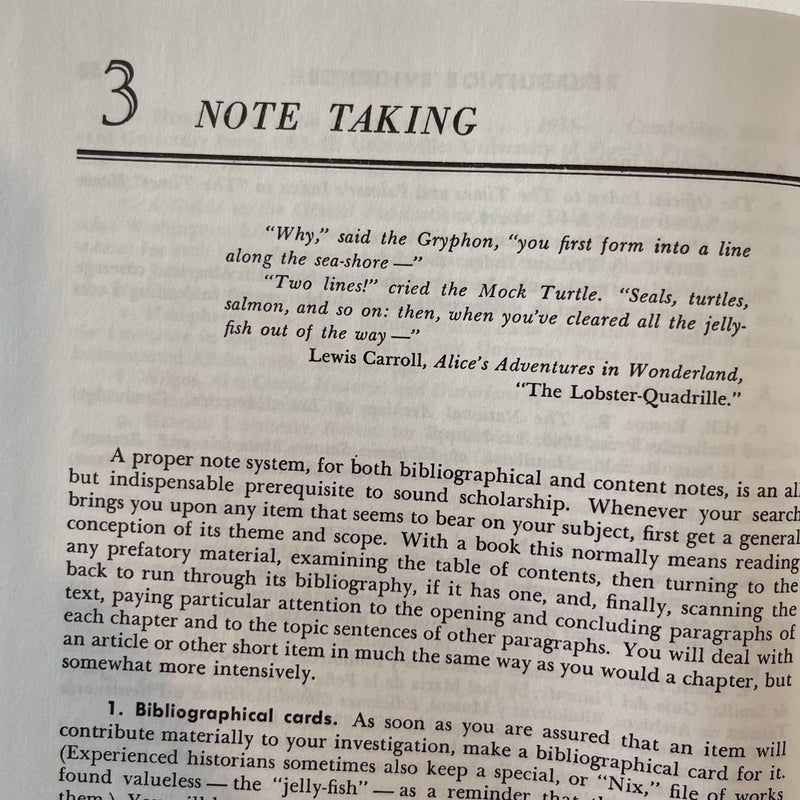 3 NOTE TAKING
“Why,” said the Gryphon, “you first form into a line
along the sea-shore —”
“Two lines!” cried the Mock Turtle. “Seals, turtles,
salmon, and so on: then, when you’ve cleared all the jelly-
fish out of the way —”
Lewis Carroll, Alice’s Adventures in Wonderland,
“The Lobster-Quadrille.”
A proper note system, for both bibliographical and content notes, is an all
but indispensable prerequisite to sound scholarship. Whenever your search
brings you upon any item that seems to bear on your subject, first get a general
conception of its theme and scope. With a book this normally means reading
any prefatory material, examining the table of contents, then turning to the
back to run through its bibliography, if it has one, and, finally, scanning the
text, paying particular attention to the opening and concluding paragraphs of
each chapter and to the topic sentences of other paragraphs. You will deal with
an article or other short item in much the same way as you would a chapter, but
somewhat more intensively.
1. Bibliographical cards. As soon as you are assured that an item will
contribute materially to your investigation, make a bibliographical card for it.
(Experienced historians sometimes also keep a special, or “Nix,” file of works
found valueless — the “jelly-fish” — as a reminder that